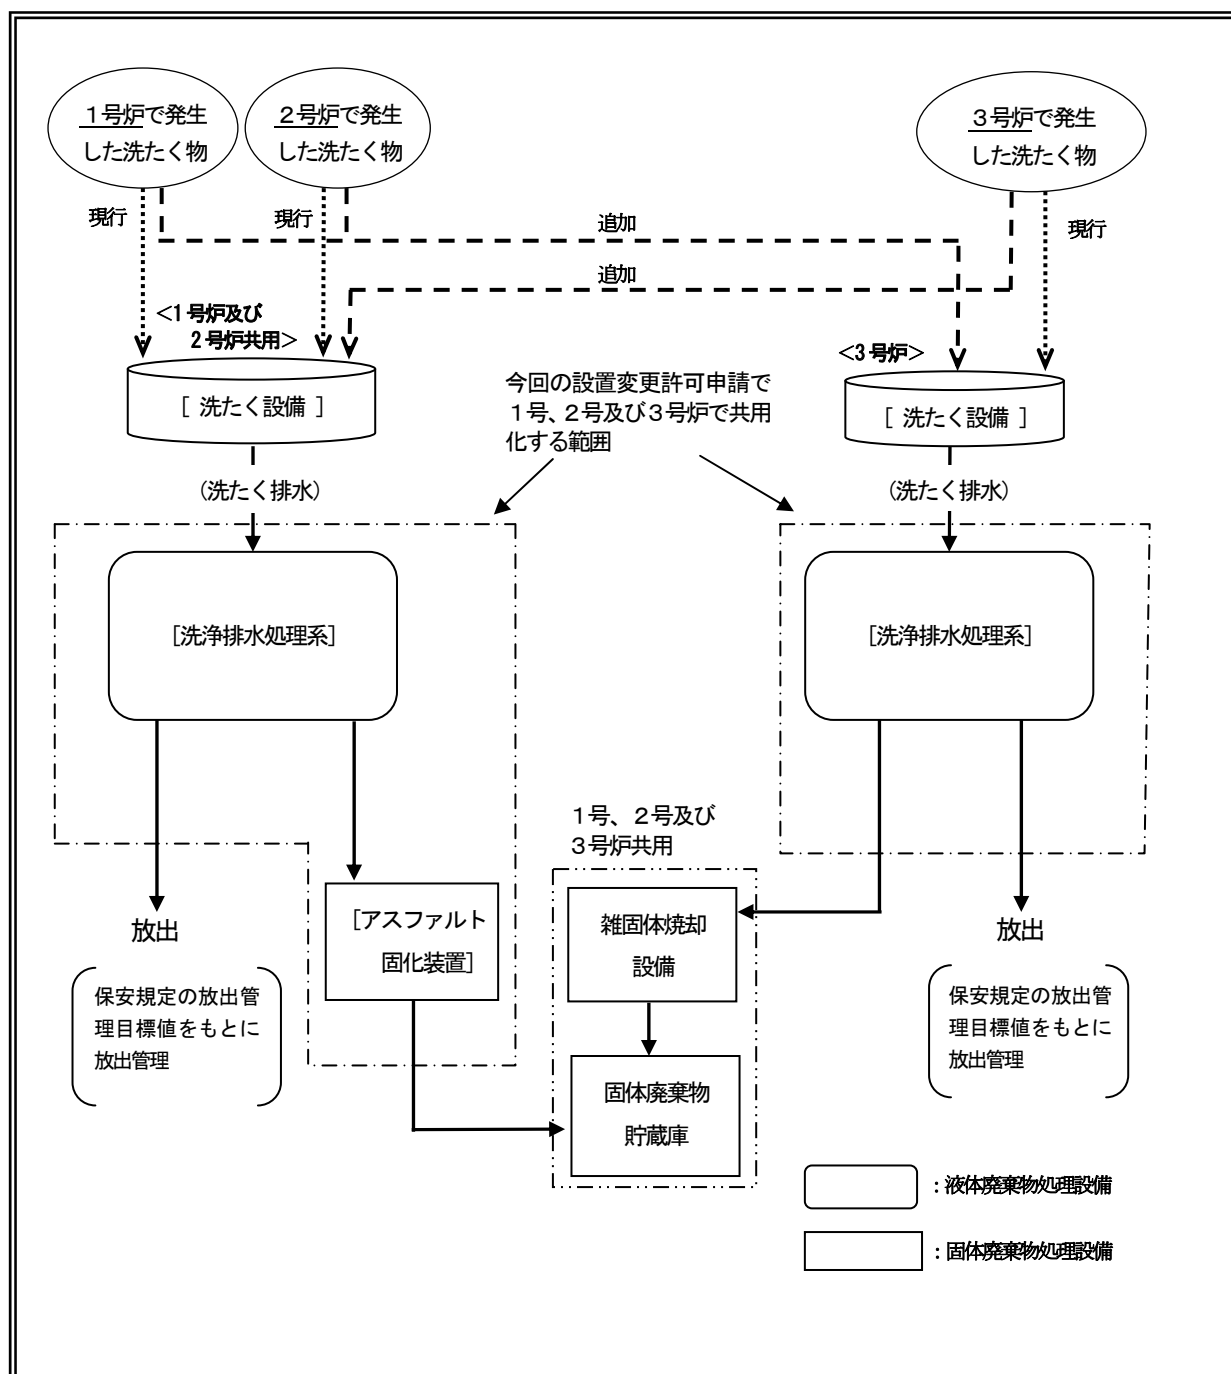 １号炉で発生
した洗たく物
２号炉で発生
した洗たく物
３号炉で発生
した洗たく物
現行
現行
追加
現行
追加
<1号炉及び
2号炉共用>
<3号炉>
[ 洗たく設備 ]
今回の設置変更許可申請で
１号、２号及び３号炉で共用
化する範囲
[ 洗たく設備 ]
(洗たく排水)
(洗たく排水)
[洗浄排水処理系]
[洗浄排水処理系]
１号、２号及び
３号炉共用
放出
[アスファルト
固化装置]
雑固体焼却
設備
放出
保安規定の放出管
理目標値をもとに
放出管理
保安規定の放出管
理目標値をもとに
放出管理
固体廃棄物
貯蔵庫
：液体廃棄物処理設備
：固体廃棄物処理設備